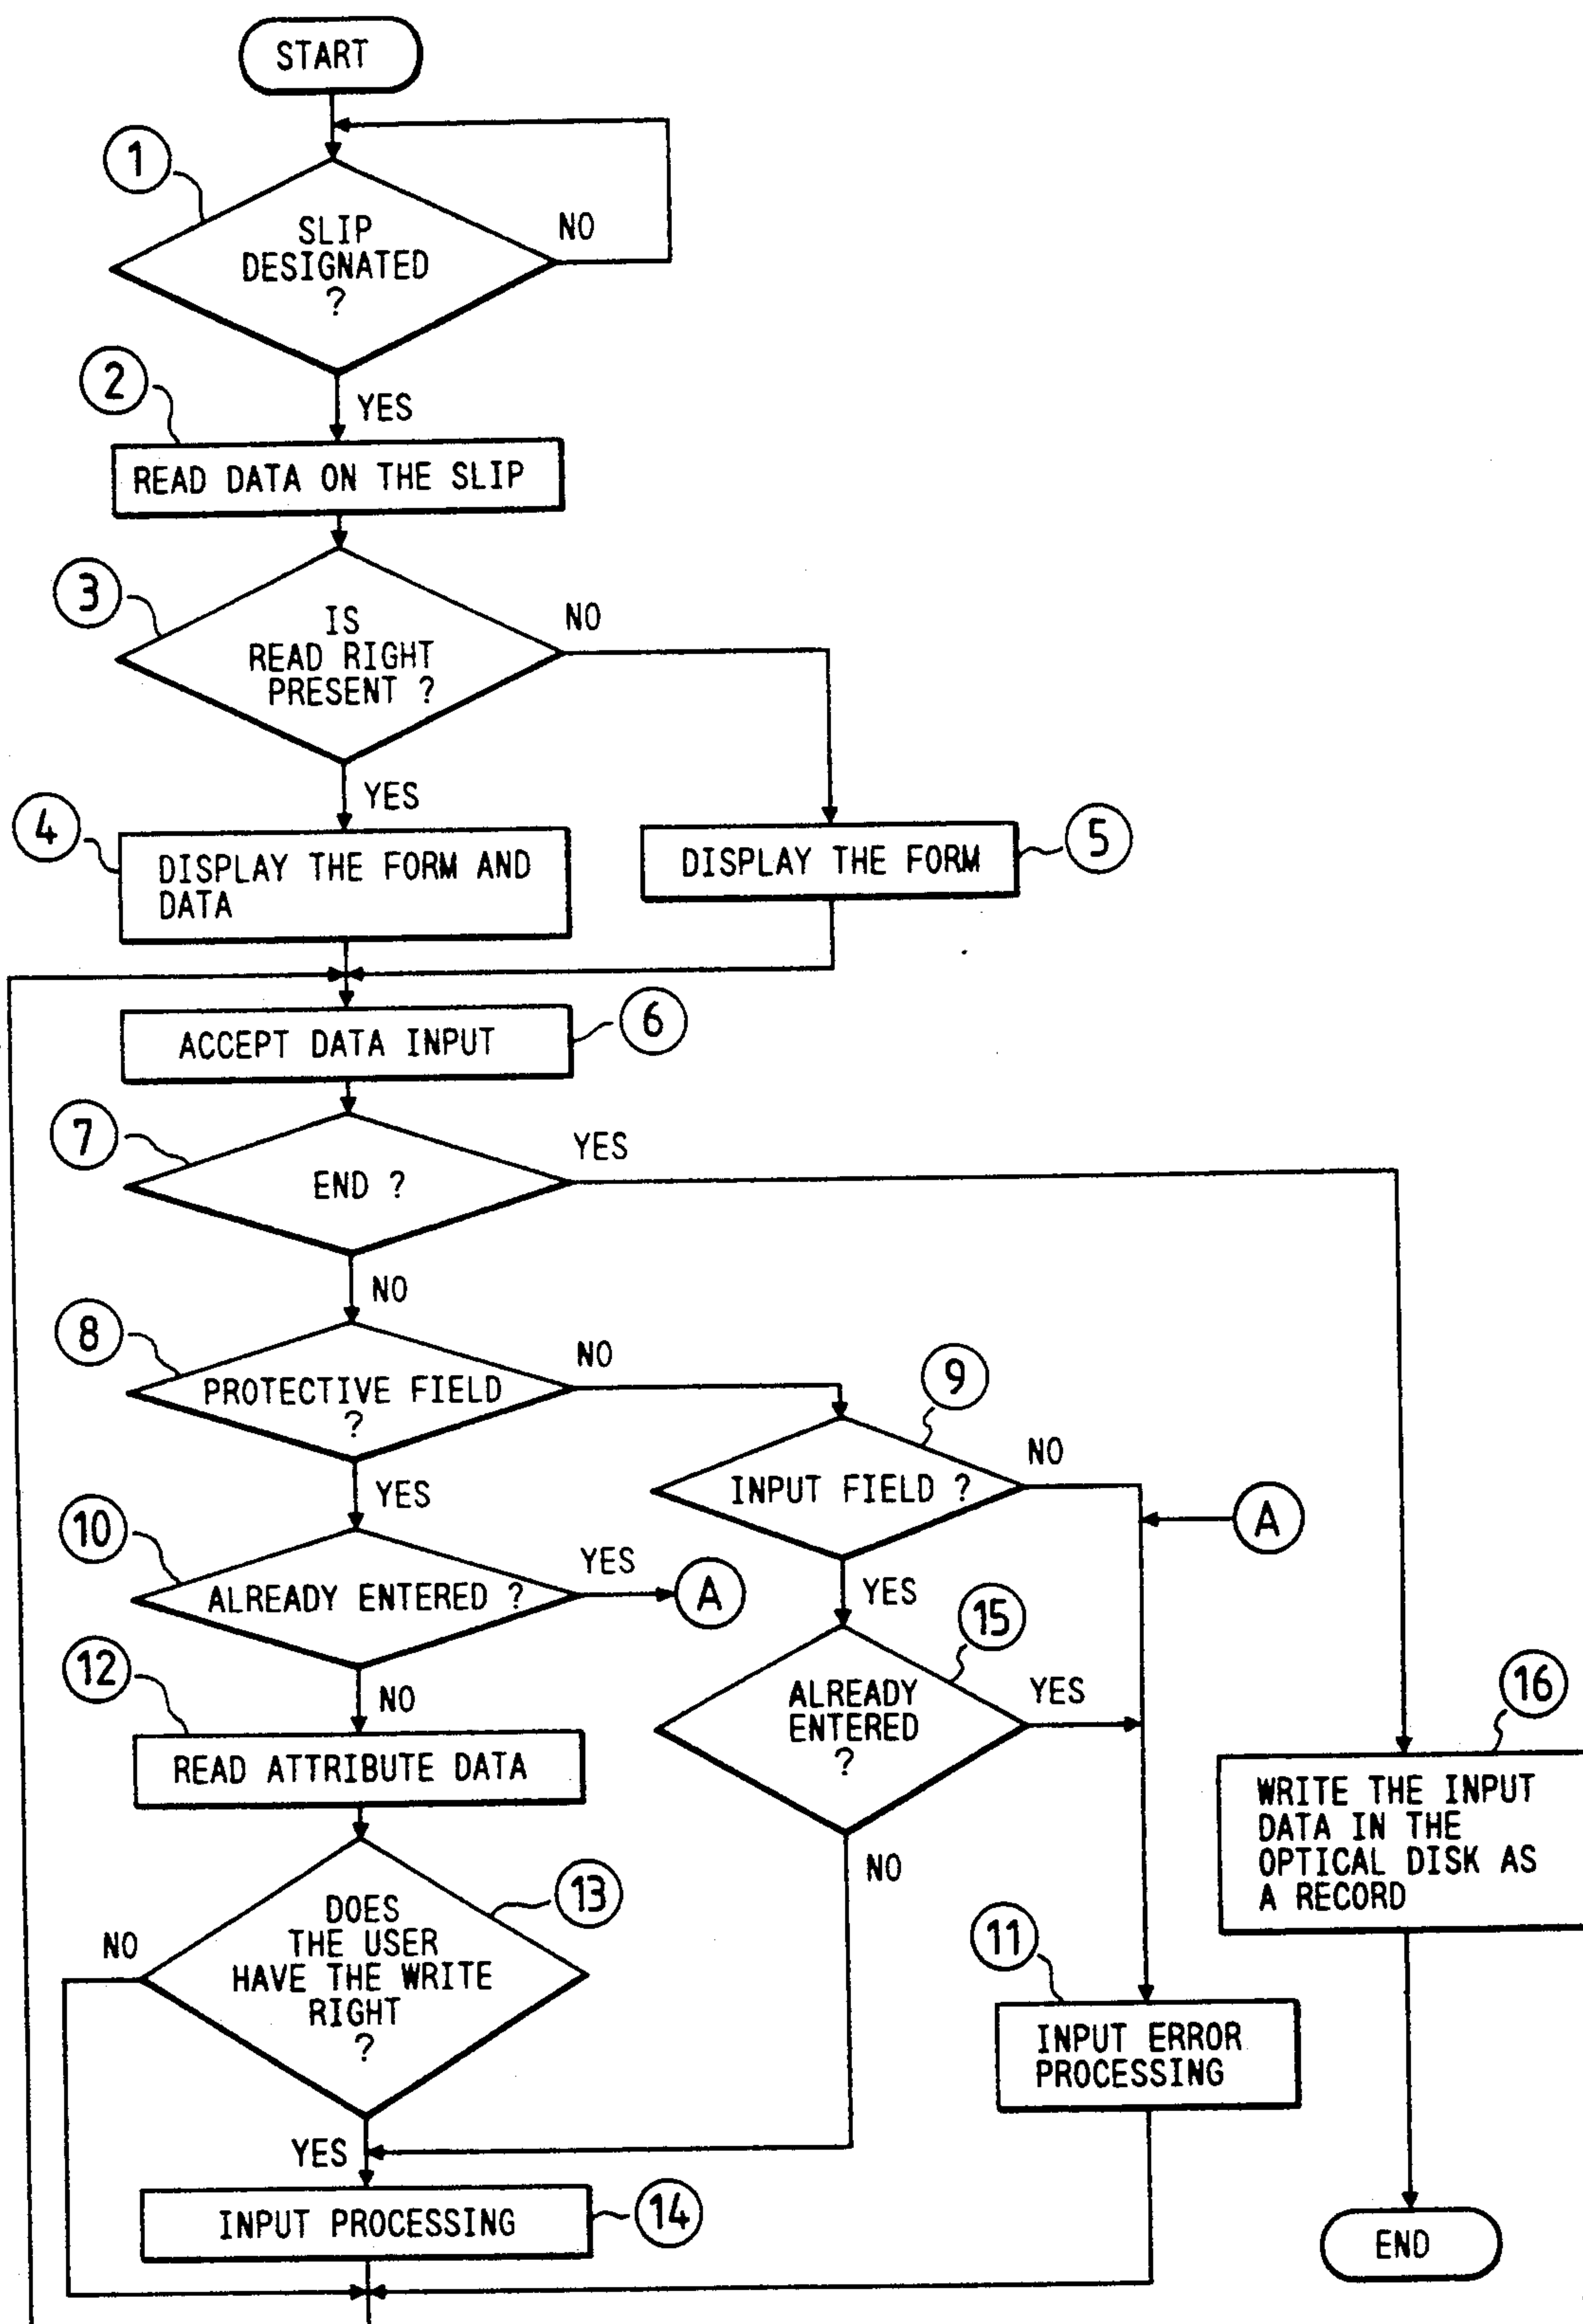 START
1
SLIP
DESIGNATED
?
NO
2
YES
READ DATA ON THE SLIP
3
IS
READ RIGHT
PRESENT ?
NO
YES
4
DISPLAY THE FORM AND
DATA
DISPLAY THE FORM
5
ACCEPT DATA INPUT
6
7
END ?
YES
NO
8
PROTECTIVE FIELD
?
NO
9
INPUT FIELD ?
NO
A
YES
10
ALREADY ENTERED ?
YES
A
YES
15
ALREADY
ENTERED
?
YES
NO
12
NO
READ ATTRIBUTE DATA
16
WRITE THE INPUT
DATA IN THE
OPTICAL DISK AS
A RECORD
13
DOES
THE USER
HAVE THE WRITE
RIGHT
?
NO
11
INPUT ERROR
PROCESSING
YES
INPUT PROCESSING
14
END